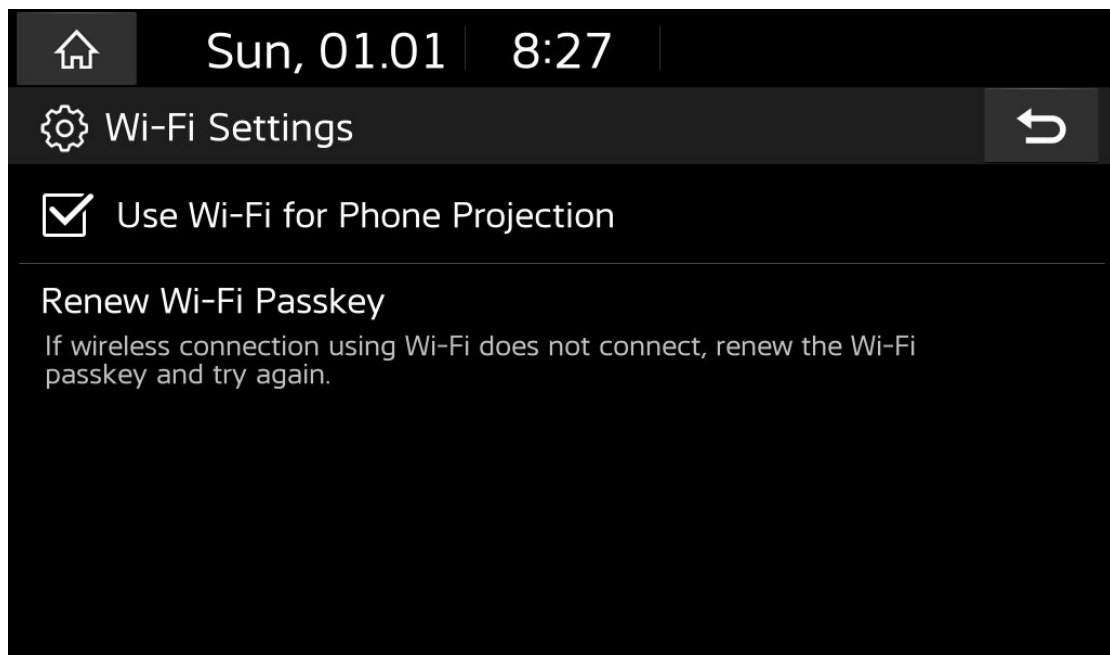 Sun, 01.01 8:27
Wi-Fi Settings
Use Wi-Fi for Phone Projection
Renew Wi-Fi Passkey
If wireless connection using Wi-Fi does not connect, renew the Wi-Fi
passkey and try again.